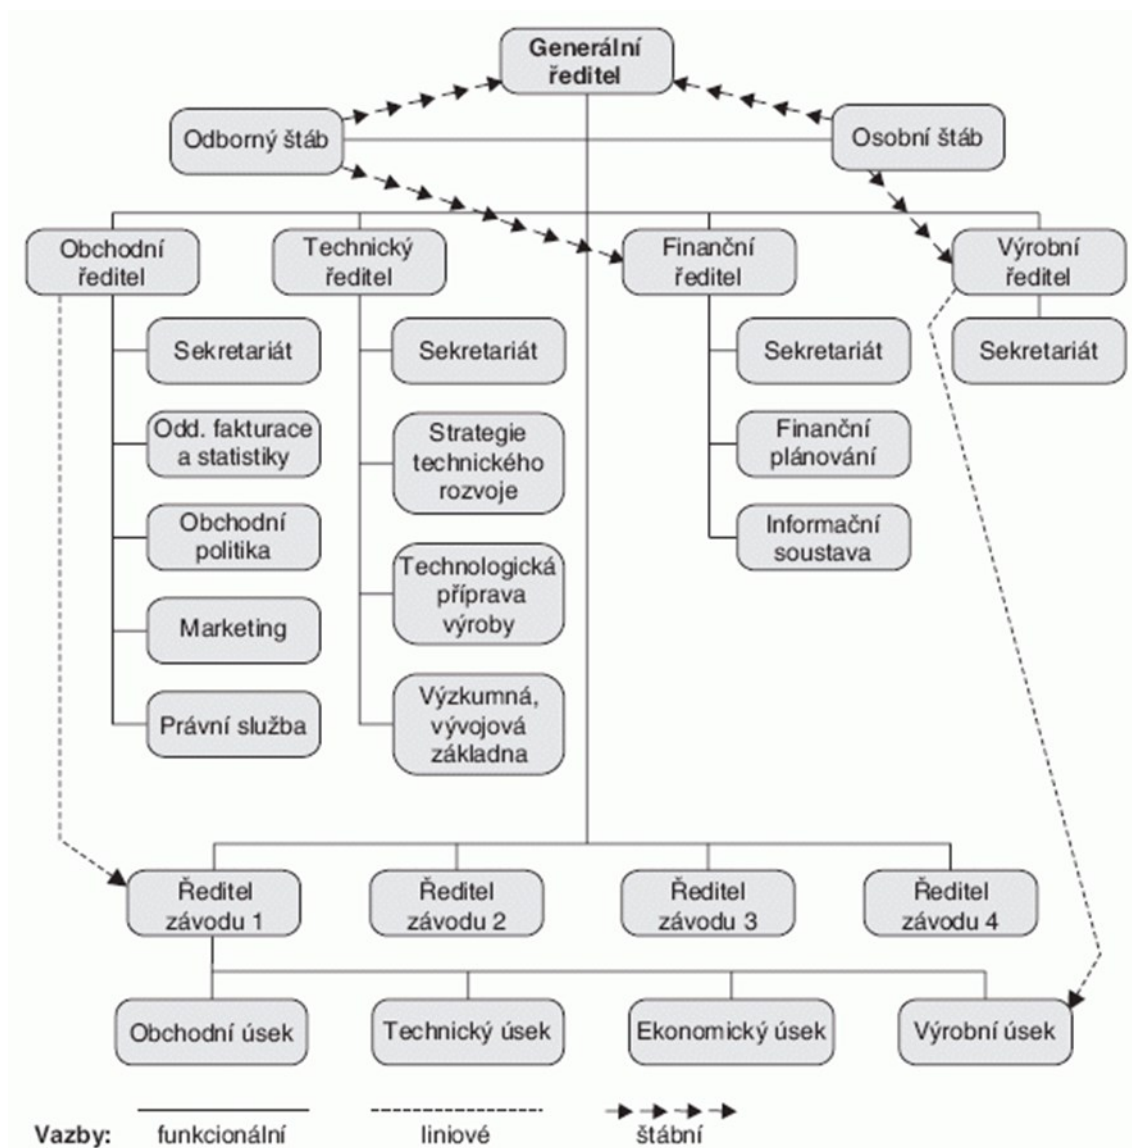 Generální
ředitel
Odborný štáb
Osobní štáb
Obchodní
ředitel
Technický
ředitel
Finanční
ředitel
Výrobní
ředitel
Sekretariát
Odd. fakturace
a statistiky
Obchodní
politika
Marketing
Právní služba
Sekretariát
Strategie
technického
rozvoje
Technologická
příprava
výroby
Výzkumná,
vývojová
základna
Sekretariát
Finanční
plánování
Informační
soustava
Sekretariát
Ředitel
závodu 1
Ředitel
závodu 2
Ředitel
závodu 3
Ředitel
závodu 4
Obchodní úsek
Technický úsek
Ekonomický úsek
Výrobní úsek
Vazby: funkcionální liniové štábní